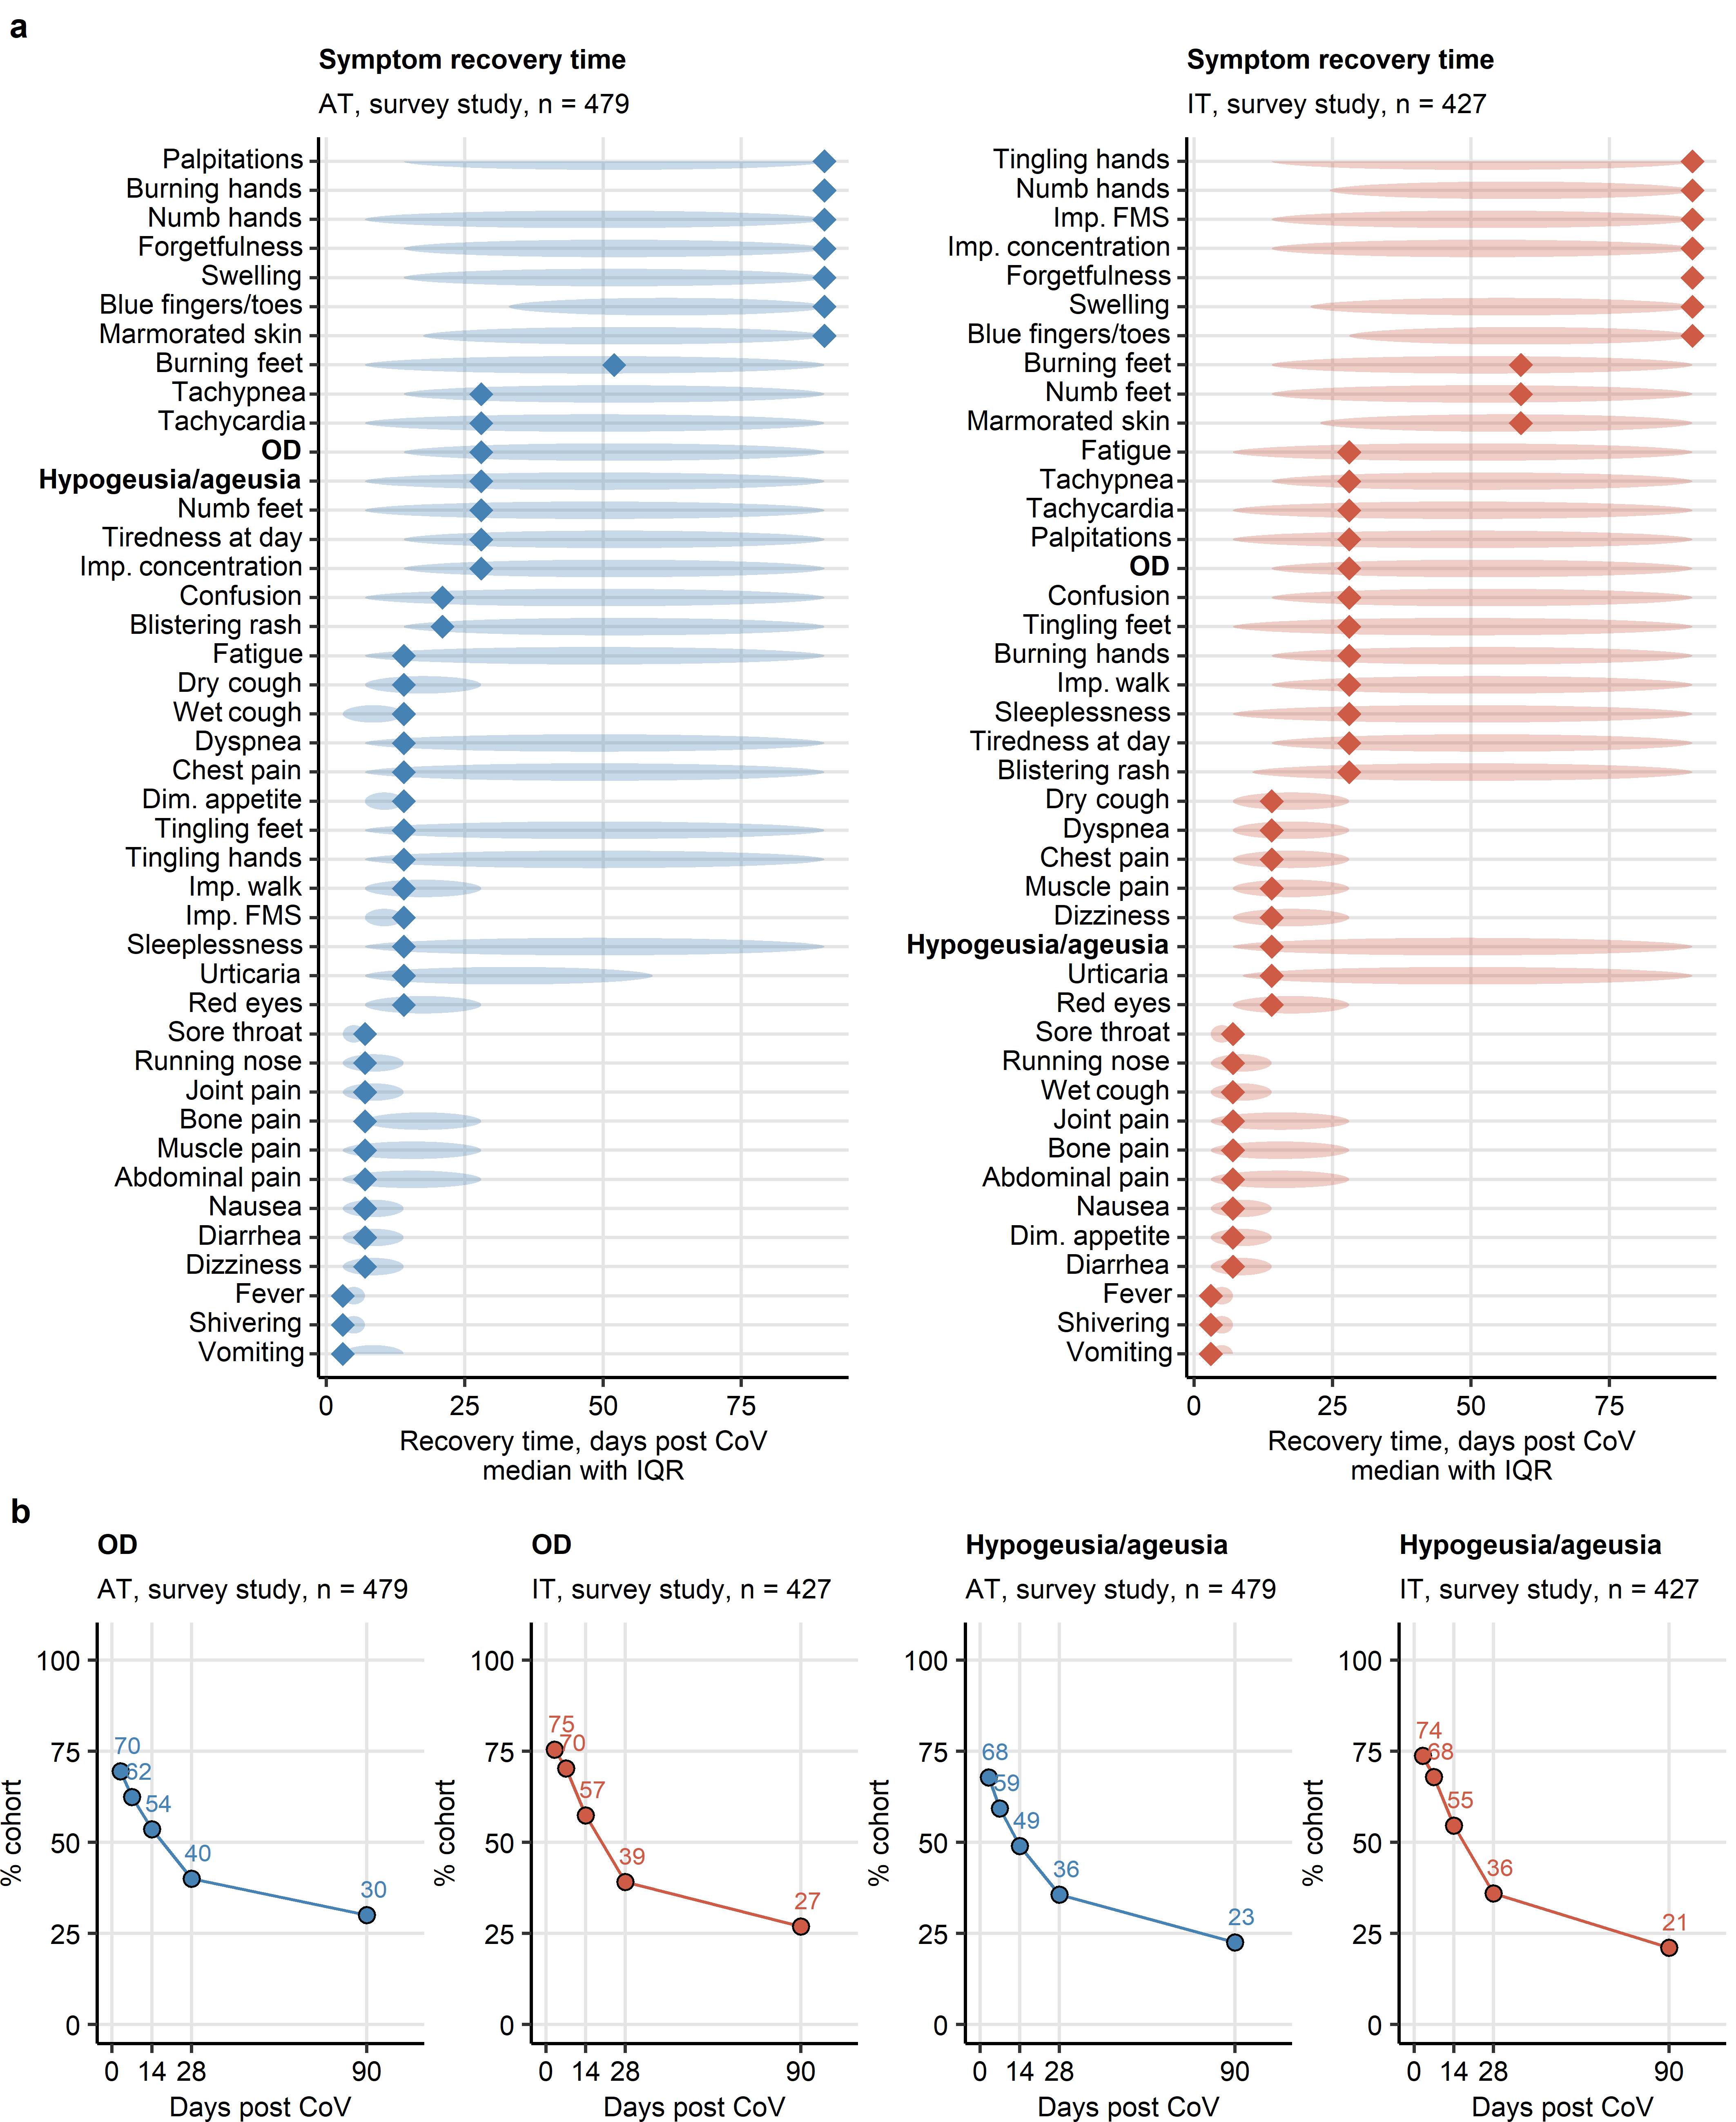 a
Symptom recovery time
AT, survey study, n = 479
Palpitations
Burning hands
Numb hands
Forgetfulness
Swelling
Blue fingers/toes
Marmorated skin
Burning feet
Tachypnea
Tachycardia
OD
Hypogeusia/ageusia
Numb feet
Tiredness at day
Imp. concentration
Confusion
Blistering rash
Fatigue
Dry cough
Wet cough
Dyspnea
Chest pain
Dim. appetite
Tingling feet
Tingling hands
Imp. walk
Imp. FMS
Sleeplessness
Urticaria
Red eyes
Sore throat
Running nose
Joint pain
Bone pain
Muscle pain
Abdominal pain
Nausea
Diarrhea
Dizziness
Fever
Shivering
Vomiting
0 25 50 75
Recovery time, days post CoV
median with IQR
Symptom recovery time
IT, survey study, n = 427
Tingling hands
Numb hands
Imp. FMS
Imp. concentration
Forgetfulness
Swelling
Blue fingers/toes
Burning feet
Numb feet
Marmorated skin
Fatigue
Tachypnea
Tachycardia
Palpitations
OD
Confusion
Tingling feet
Burning hands
Imp. walk
Sleeplessness
Tiredness at day
Blistering rash
Dry cough
Dyspnea
Chest pain
Muscle pain
Dizziness
Hypogeusia/ageusia
Urticaria
Red eyes
Sore throat
Running nose
Wet cough
Joint pain
Bone pain
Abdominal pain
Nausea
Dim. appetite
Diarrhea
Fever
Shivering
Vomiting
0 25 50 75
Recovery time, days post CoV
median with IQR
b
OD
AT, survey study, n = 479
% cohort
100
75
50
25
0
70
62
54
40
30
0 14 28 90
Days post CoV
OD
IT, survey study, n = 427
% cohort
100
75
50
25
0
75
70
57
39
27
0 14 28 90
Days post CoV
Hypogeusia/ageusia
AT, survey study, n = 479
% cohort
100
75
50
25
0
68
59
49
36
23
0 14 28 90
Days post CoV
Hypogeusia/ageusia
IT, survey study, n = 427
% cohort
100
75
50
25
0
74
68
55
36
21
0 14 28 90
Days post CoV